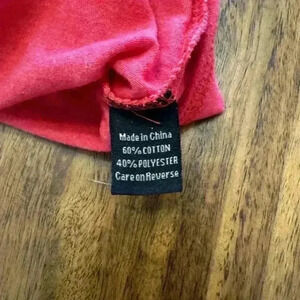 Made in China
60% COTTON
40% POLYESTER
Care on Reverse